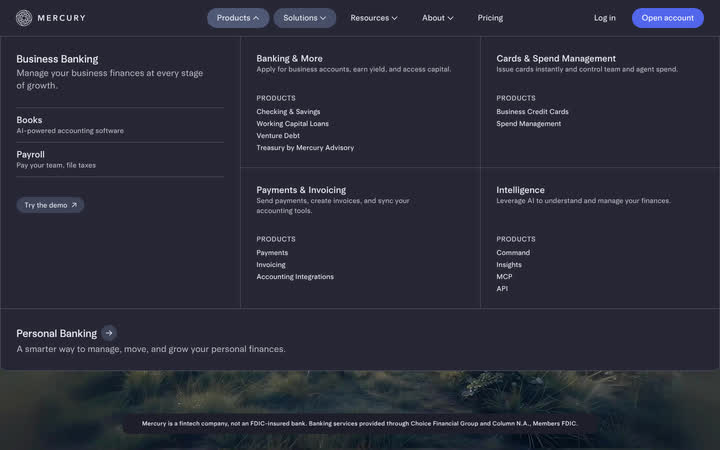 MERCURY
Products
Solutions
Resources
About
Pricing
Log in
Open account
Business Banking
Manage your business finances at every stage
of growth.
Books
AI-powered accounting software
Payroll
Pay your team, file taxes
Try the demo
Banking & More
Apply for business accounts, earn yield, and access capital.
PRODUCTS
Checking & Savings
Working Capital Loans
Venture Debt
Treasury by Mercury Advisory
Cards & Spend Management
Issue cards instantly and control team and agent spend.
PRODUCTS
Business Credit Cards
Spend Management
Payments & Invoicing
Send payments, create invoices, and sync your
accounting tools.
PRODUCTS
Payments
Invoicing
Accounting Integrations
Intelligence
Leverage AI to understand and manage your finances.
PRODUCTS
Command
Insights
MCP
API
Personal Banking
A smarter way to manage, move, and grow your personal finances.
Mercury is a fintech company, not an FDIC-insured bank. Banking services provided through Choice Financial Group and Column N.A., Members FDIC.